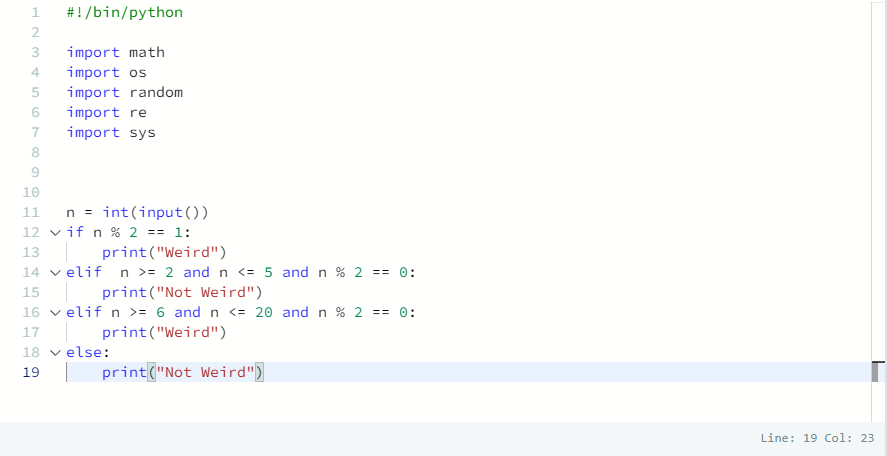 1 #!/bin/python
2
3 import math
4 import os
5 import random
6 import re
7 import sys
8
9
10
11 n = int(input())
12 if n % 2 == 1:
13     print("Weird")
14 elif  n >= 2 and n <= 5 and n % 2 == 0:
15     print("Not Weird")
16 elif n >= 6 and n <= 20 and n % 2 == 0:
17     print("Weird")
18 else:
19     print("Not Weird")
Line: 19 Col: 23